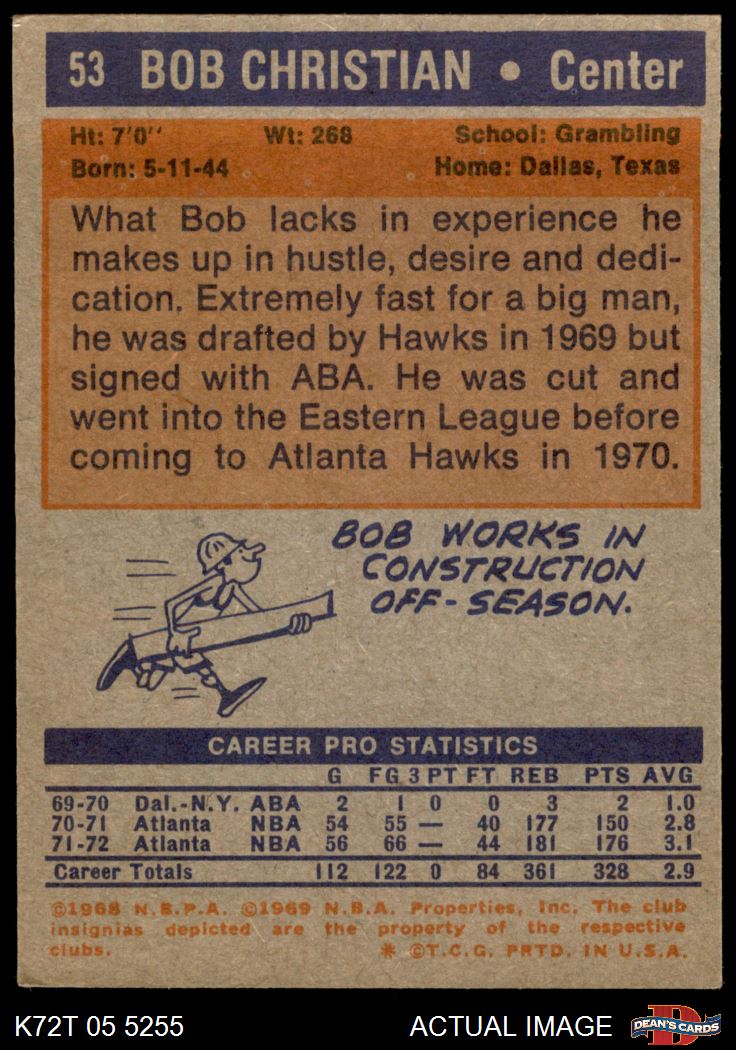 53 BOB CHRISTIAN • Center
Ht: 7'0'' Wt: 268 School: Grambling
Born: 5-11-44 Home: Dallas, Texas
What Bob lacks in experience he
makes up in hustle, desire and dedi-
cation. Extremely fast for a big man,
he was drafted by Hawks in 1969 but
signed with ABA. He was cut and
went into the Eastern League before
coming to Atlanta Hawks in 1970.
BOB WORKS IN
CONSTRUCTION
OFF-SEASON.
CAREER PRO STATISTICS
G FG 3 PT FT REB PTS AVG
69-70 Dal.-N.Y. ABA 2 1 0 0 3 2 1.0
70-71 Atlanta NBA 54 55 — 40 177 150 2.8
71-72 Atlanta NBA 56 66 — 44 181 176 3.1
Career Totals 112 122 0 84 361 328 2.9
©1968 N.B.P.A. ©1969 N.B.A. Properties, Inc. The club
insignias depicted are the property of the respective
clubs. * ©T.C.G. PRTD. IN U.S.A.
K72T 05 5255 ACTUAL IMAGE DEAN'S CARDS